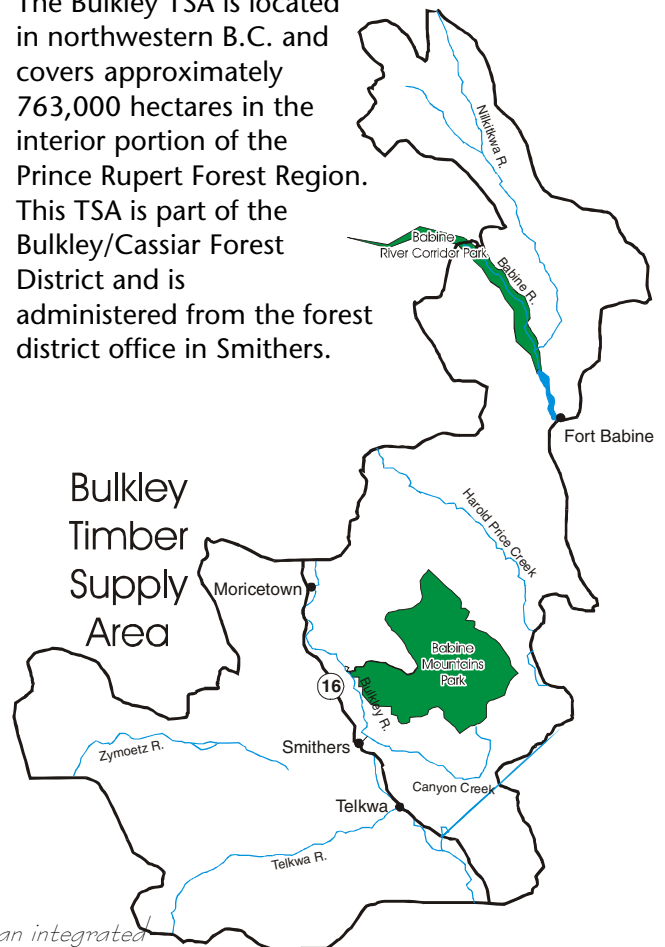 The Bulkley TSA is located
in northwestern B.C. and
covers approximately
763,000 hectares in the
interior portion of the
Prince Rupert Forest Region.
This TSA is part of the
Bulkley/Cassiar Forest
District and is
administered from the forest
district office in Smithers.
Nilkitkwa R.
Babine
River Corridor Park
Babine R.
Fort Babine
Bulkley
Timber
Supply
Area
Harold Price Creek
Moricetown
Babine
Mountains
Park
16
Bulkley R.
Zymoetz R.
Smithers
Canyon Creek
Telkwa
Telkwa R.
an integrated